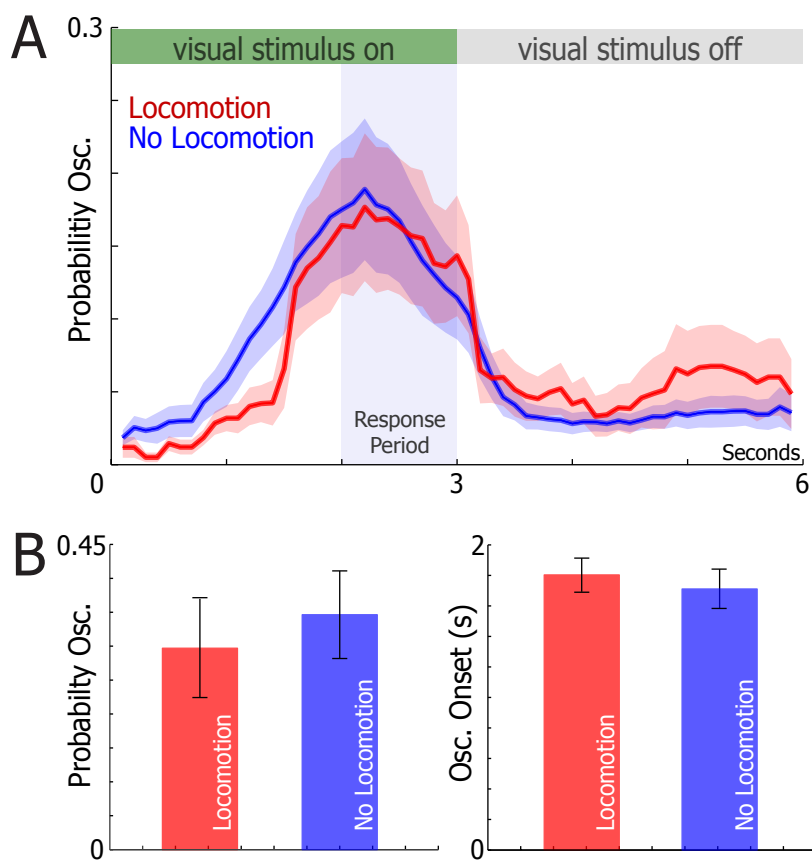 A
0.3
visual stimulus on
visual stimulus off
Locomotion
No Locomotion
Probabilitiy Osc.
Response
Period
Seconds
0
3
6
B
0.45
Probabilty Osc.
Locomotion
No Locomotion
0
2
Osc. Onset (s)
Locomotion
No Locomotion
0